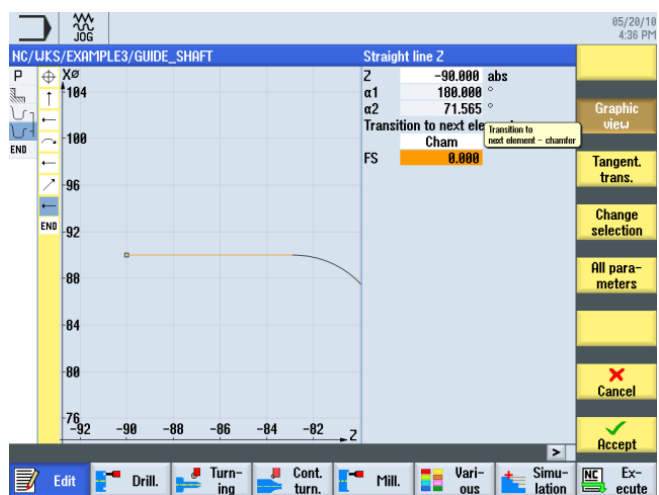 JOG
05/20/10
4:36 PM
NC/WKS/EXAMPLE3/GUIDE_SHAFT
Straight line Z
P
END
END
XØ
104
100
96
92
88
84
80
76
-92 -90 -88 -86 -84 -82 Z
Z -90.000 abs
α1 180.000 °
α2 71.565 °
Transition to next element
Transition to
next element - chamfer
Cham
FS 0.000
Graphic
view
Tangent.
trans.
Change
selection
All para-
meters
Cancel
Accept
>
Edit
Drill.
Turn-
ing
Cont.
turn.
Mill.
Vari-
ous
Simu-
lation
NC Ex-
ecute